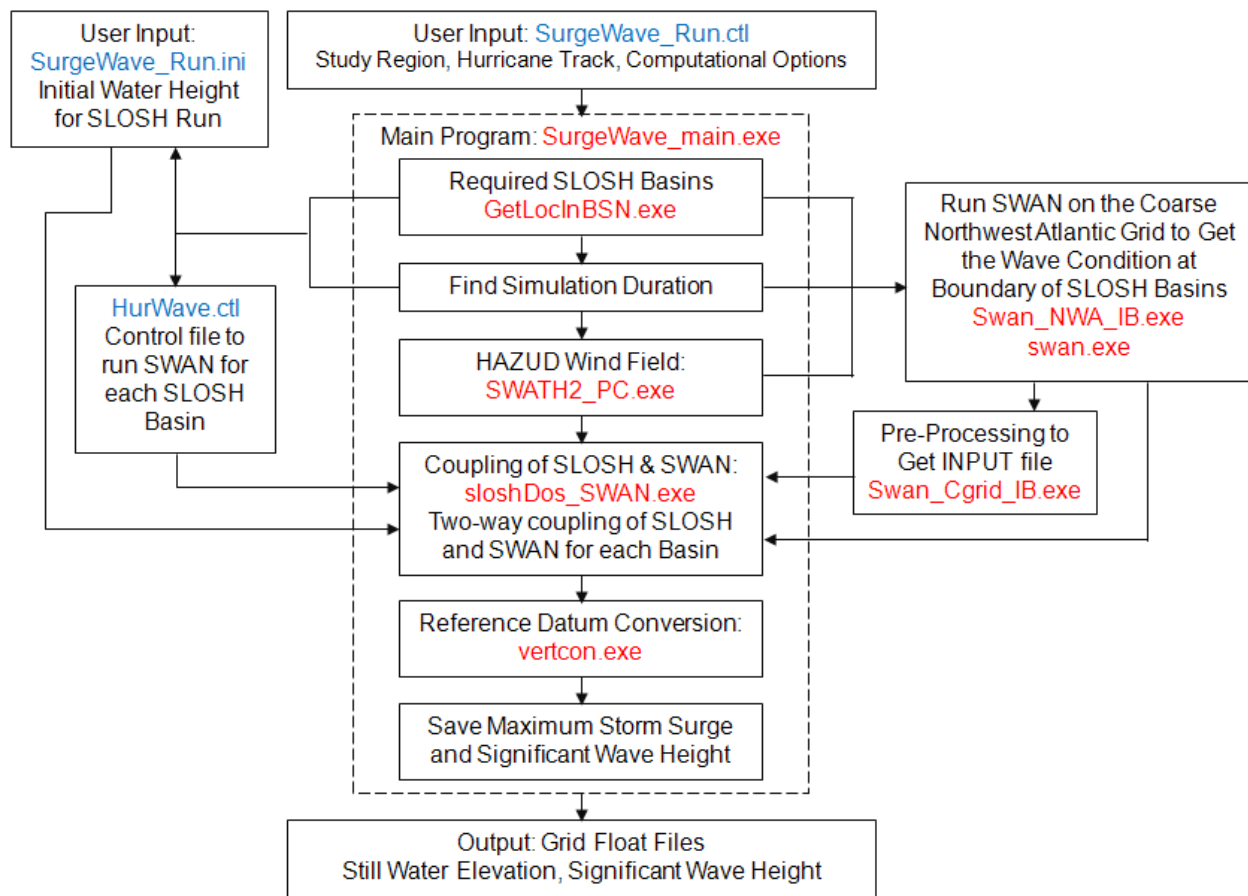 User Input:
SurgeWave_Run.ini
Initial Water Height
for SLOSH Run
User Input: SurgeWave_Run.ctl
Study Region, Hurricane Track, Computational Options
Main Program: SurgeWave_main.exe
Required SLOSH Basins
GetLocInBSN.exe
Find Simulation Duration
HAZUD Wind Field:
SWATH2_PC.exe
HurWave.ctl
Control file to
run SWAN for
each SLOSH
Basin
Run SWAN on the Coarse
Northwest Atlantic Grid to Get
the Wave Condition at
Boundary of SLOSH Basins
Swan_NWA_IB.exe
swan.exe
Pre-Processing to
Get INPUT file
Swan_Cgrid_IB.exe
Coupling of SLOSH & SWAN:
sloshDos_SWAN.exe
Two-way coupling of SLOSH
and SWAN for each Basin
Reference Datum Conversion:
vertcon.exe
Save Maximum Storm Surge
and Significant Wave Height
Output: Grid Float Files
Still Water Elevation, Significant Wave Height